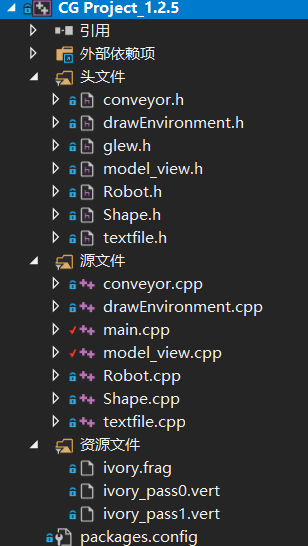 CG Project_1.2.5
引用
外部依赖项
头文件
conveyor.h
drawEnvironment.h
glew.h
model_view.h
Robot.h
Shape.h
textfile.h
源文件
conveyor.cpp
drawEnvironment.cpp
main.cpp
model_view.cpp
Robot.cpp
Shape.cpp
textfile.cpp
资源文件
ivory.frag
ivory_pass0.vert
ivory_pass1.vert
packages.config